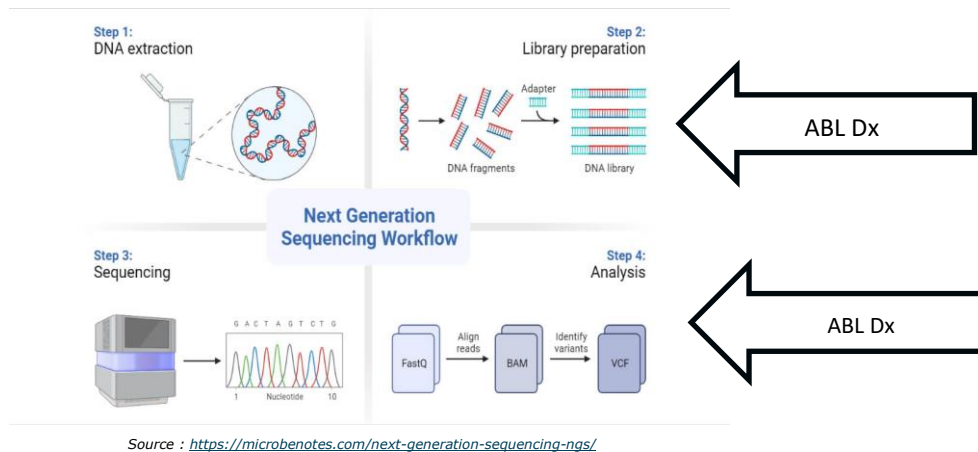 Step 1:
DNA extraction
Step 2:
Library preparation
Adapter
DNA fragments
DNA library
ABL Dx
Next Generation
Sequencing Workflow
Step 3:
Sequencing
G A C T A G T C T G
1 Nucleotide 10
Step 4:
Analysis
FastQ
Align
reads
BAM
Identify
variants
VCF
ABL Dx
Source : https://microbenotes.com/next-generation-sequencing-ngs/